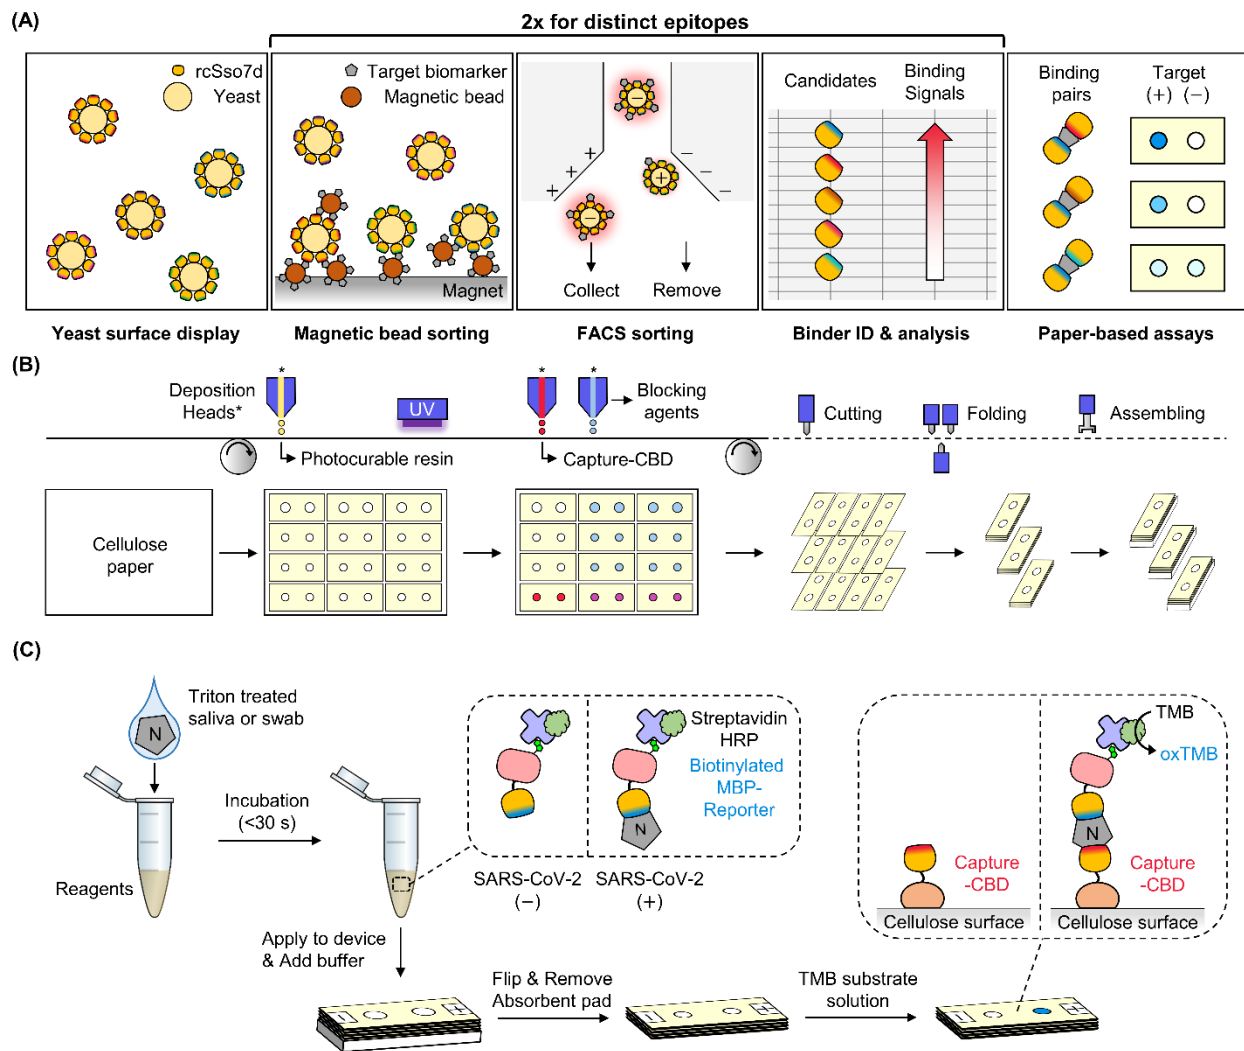 (A)
2x for distinct epitopes
rcSso7d
Yeast
Target biomarker
Magnetic bead
Magnet
−
+
+
+
+
+
−
−
−
−
Collect
Remove
Candidates
Binding
Signals
Binding
pairs
Target
(+) (−)
Yeast surface display
Magnetic bead sorting
FACS sorting
Binder ID & analysis
Paper-based assays
(B)
Deposition
Heads*
*
UV
*
*
Blocking
agents
Cutting
Folding
Assembling
Photocurable resin
Capture-CBD
Cellulose
paper
(C)
Triton treated
saliva or swab
N
Incubation
(<30 s)
Reagents
Streptavidin
HRP
Biotinylated
MBP-
Reporter
N
SARS-CoV-2
(−)
SARS-CoV-2
(+)
TMB
oxTMB
N
Capture
-CBD
Capture
-CBD
Cellulose surface
Cellulose surface
Apply to device
& Add buffer
Flip & Remove
Absorbent pad
TMB substrate
solution
−
+
−
+
−
+